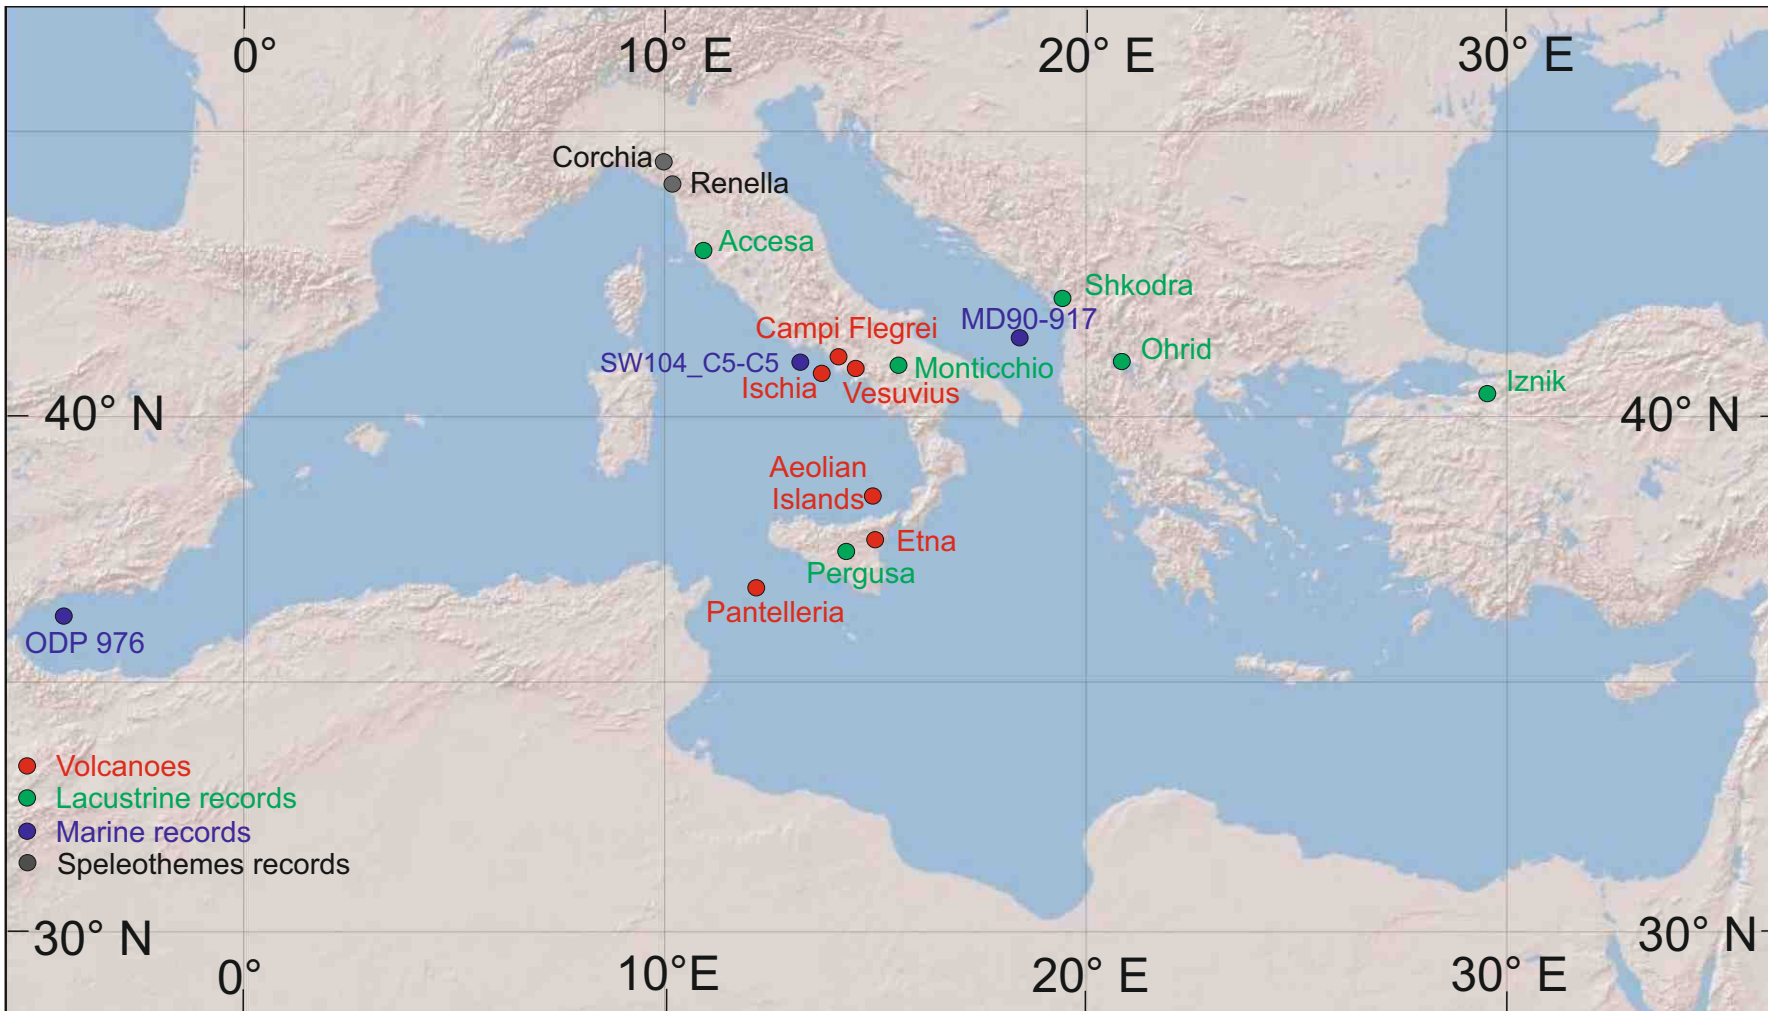 0°
10° E
20° E
30° E
Corchia
Renella
Accesa
Shkodra
MD90-917
Campi Flegrei
Ohrid
SW104_C5-C5
Monticchio
Ischia
Vesuvius
Iznik
40° N
40° N
Aeolian
Islands
Etna
Pergusa
Pantelleria
ODP 976
Volcanoes
Lacustrine records
Marine records
Speleothemes records
30° N
30° N
0°
10°E
20° E
30° E